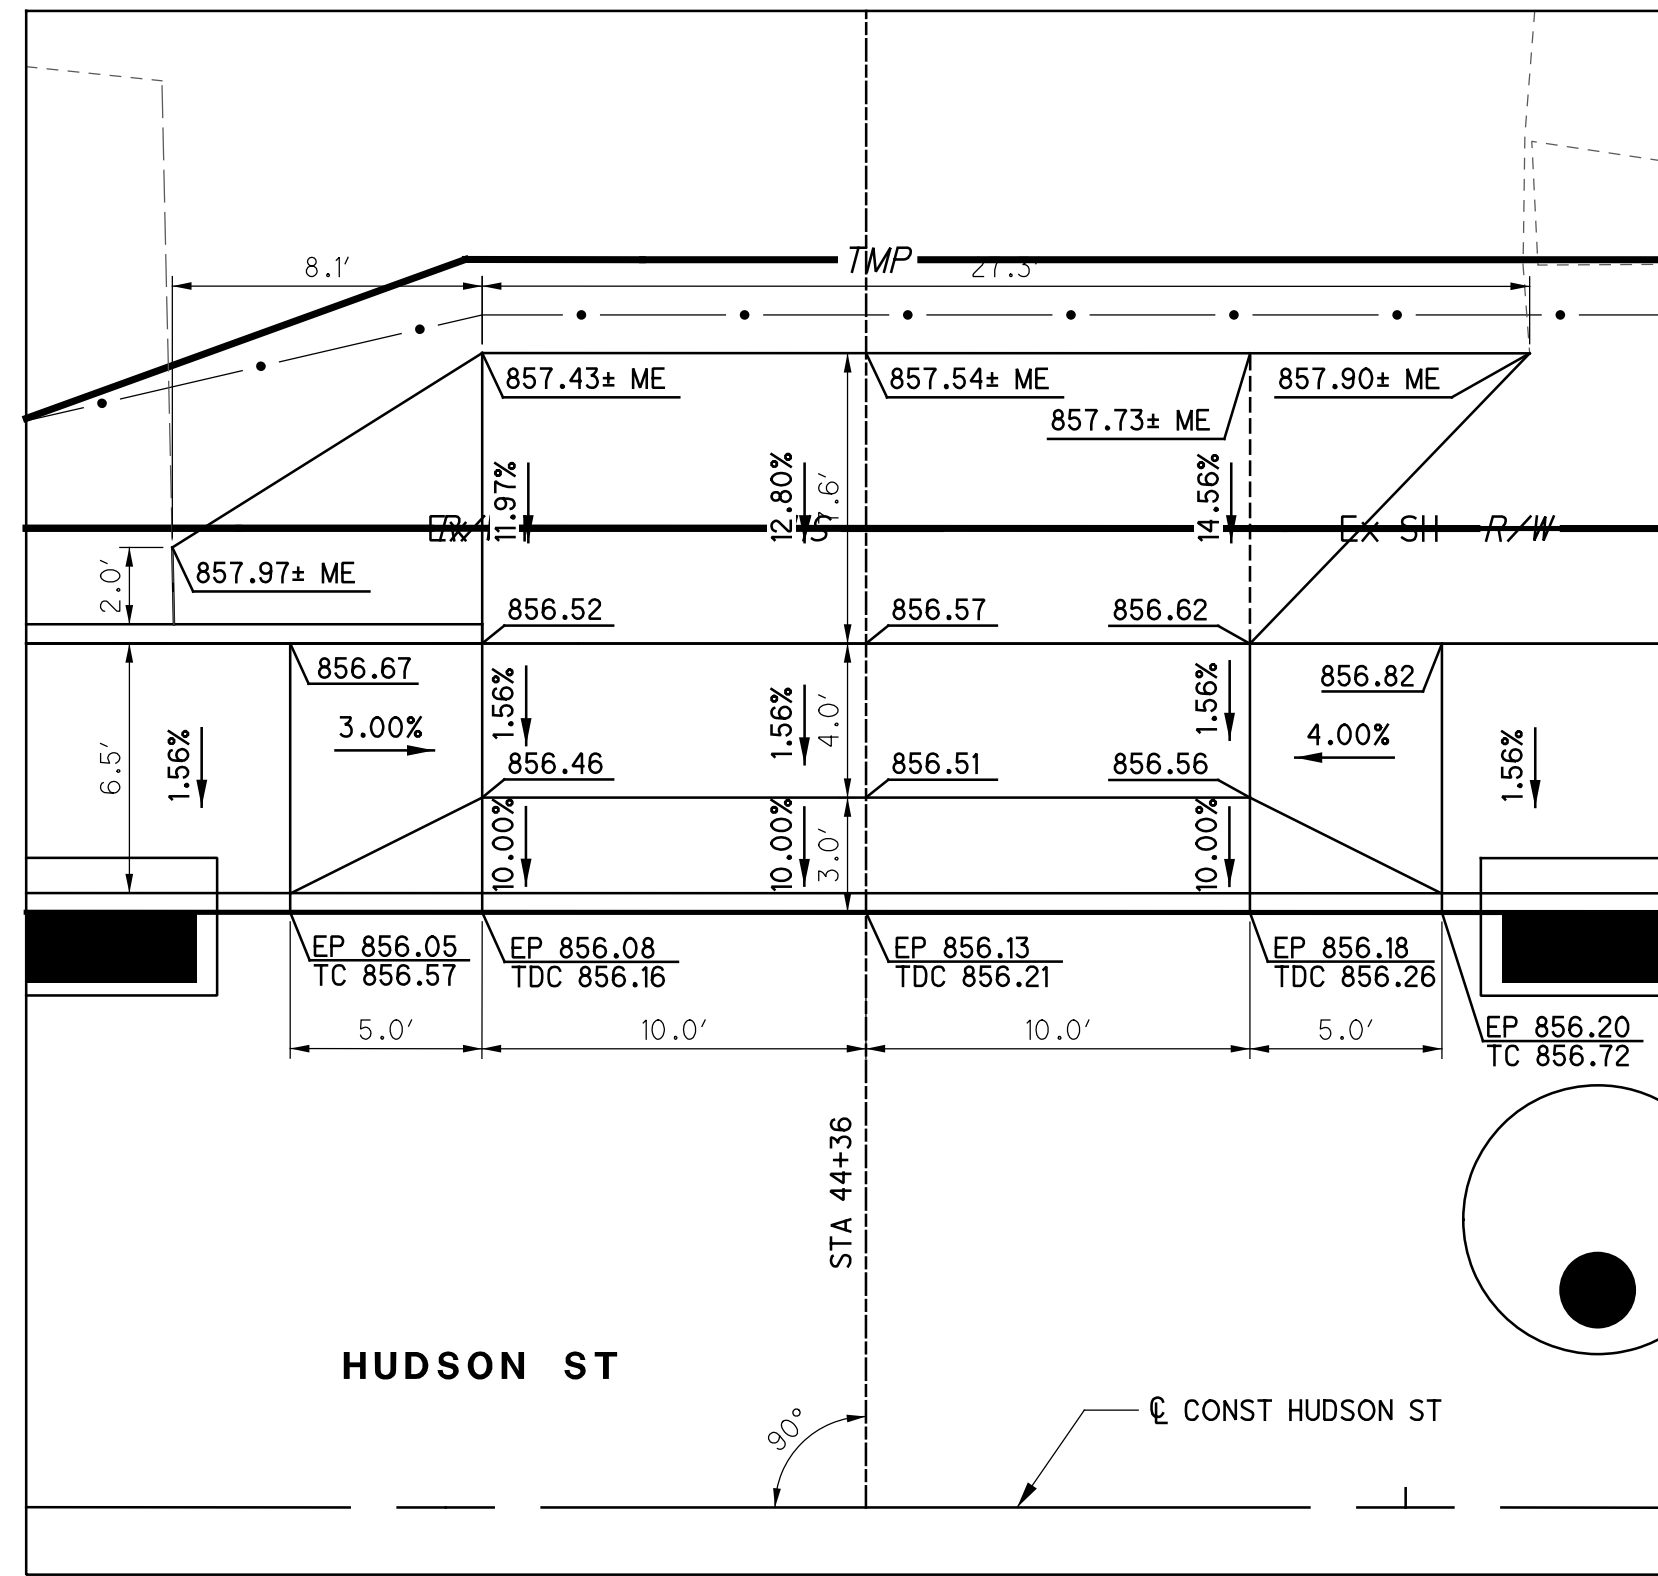 TMP
8.1'
27.3'
857.43± ME
857.54± ME
857.90± ME
857.73± ME
11.97%
12.80%
7.6'
14.56%
EX SH
R/W
857.97± ME
2.0'
856.52
856.57
856.62
856.67
856.82
1.56%
1.56%
1.56%
4.0'
3.00%
4.00%
6.5'
1.56%
1.56%
856.46
856.51
856.56
10.00%
10.00%
3.0'
10.00%
EP 856.05
TC 856.57
EP 856.08
TDC 856.16
EP 856.13
TDC 856.21
EP 856.18
TDC 856.26
EP 856.20
TC 856.72
5.0'
10.0'
10.0'
5.0'
STA 44+36
HUDSON ST
90°
℄ CONST HUDSON ST